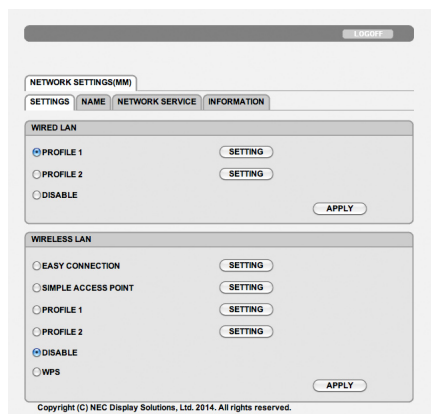 LOGOFF
NETWORK SETTINGS(MM)
SETTINGS NAME NETWORK SERVICE INFORMATION
WIRED LAN
PROFILE 1 SETTING
PROFILE 2 SETTING
DISABLE
APPLY
WIRELESS LAN
EASY CONNECTION SETTING
SIMPLE ACCESS POINT SETTING
PROFILE 1 SETTING
PROFILE 2 SETTING
DISABLE
WPS
APPLY
Copyright (C) NEC Display Solutions, Ltd. 2014. All rights reserved.